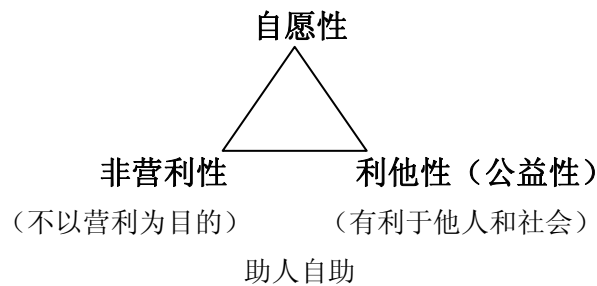 自愿性
非营利性 利他性（公益性）
（不以营利为目的） （有利于他人和社会）
助人自助